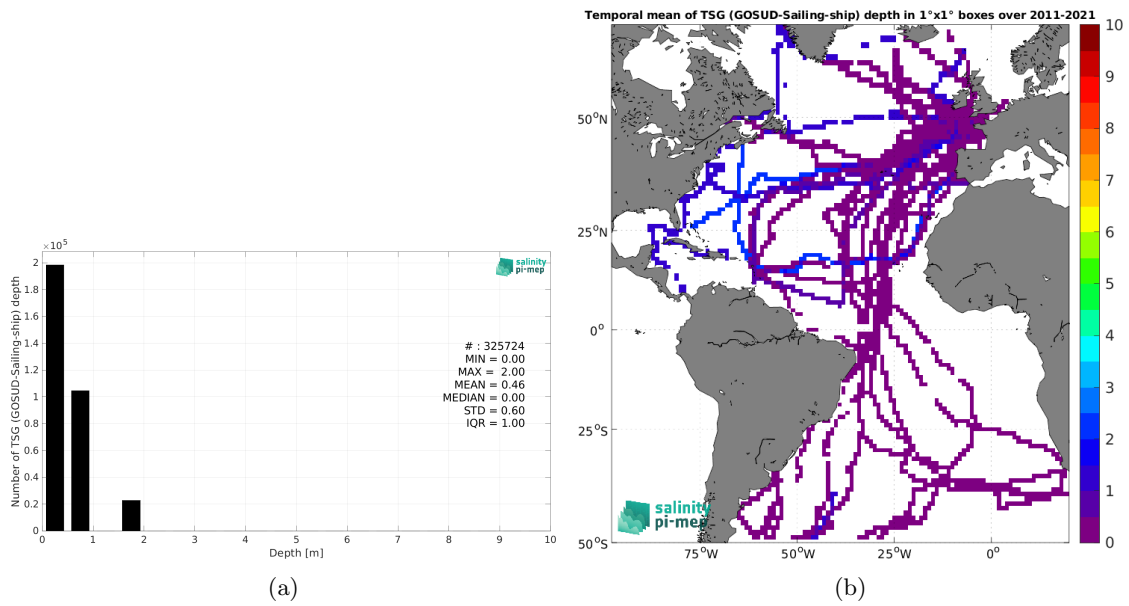 ×10⁵
2
1.8
1.6
1.4
1.2
1
0.8
0.6
0.4
0.2
0
Number of TSG (GOSUD-Sailing-ship) depth
salinity
pi-mep
# : 325724
MIN = 0.00
MAX = 2.00
MEAN = 0.46
MEDIAN = 0.00
STD = 0.60
IQR = 1.00
0 1 2 3 4 5 6 7 8 9 10
Depth [m]
(a)
Temporal mean of TSG (GOSUD-Sailing-ship) depth in 1°x1° boxes over 2011-2021
50°N
25°N
0°
25°S
50°S
salinity
pi-mep
75°W 50°W 25°W 0°
10
9
8
7
6
5
4
3
2
1
0
(b)